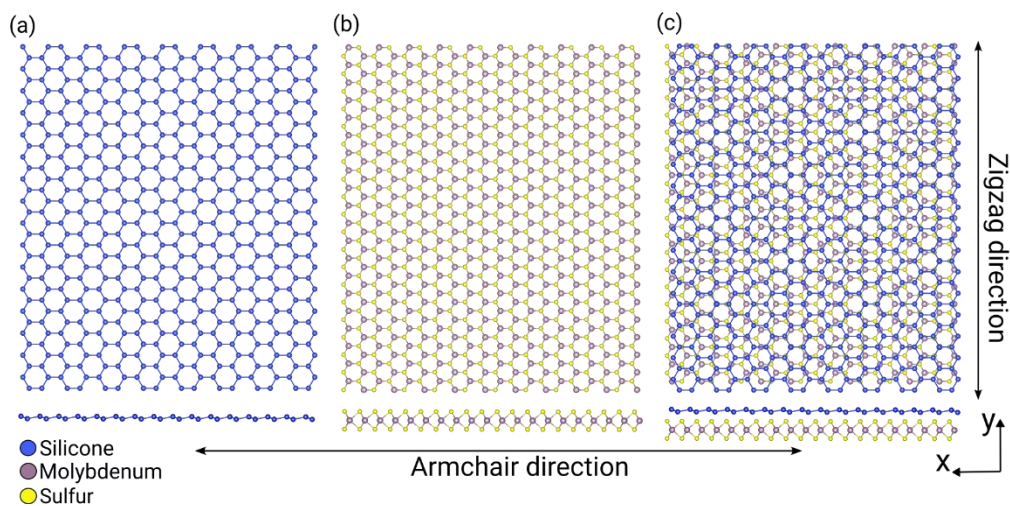 (a)
(b)
(c)
Zigzag direction
Silicone
Molybdenum
Sulfur
Armchair direction
y
x